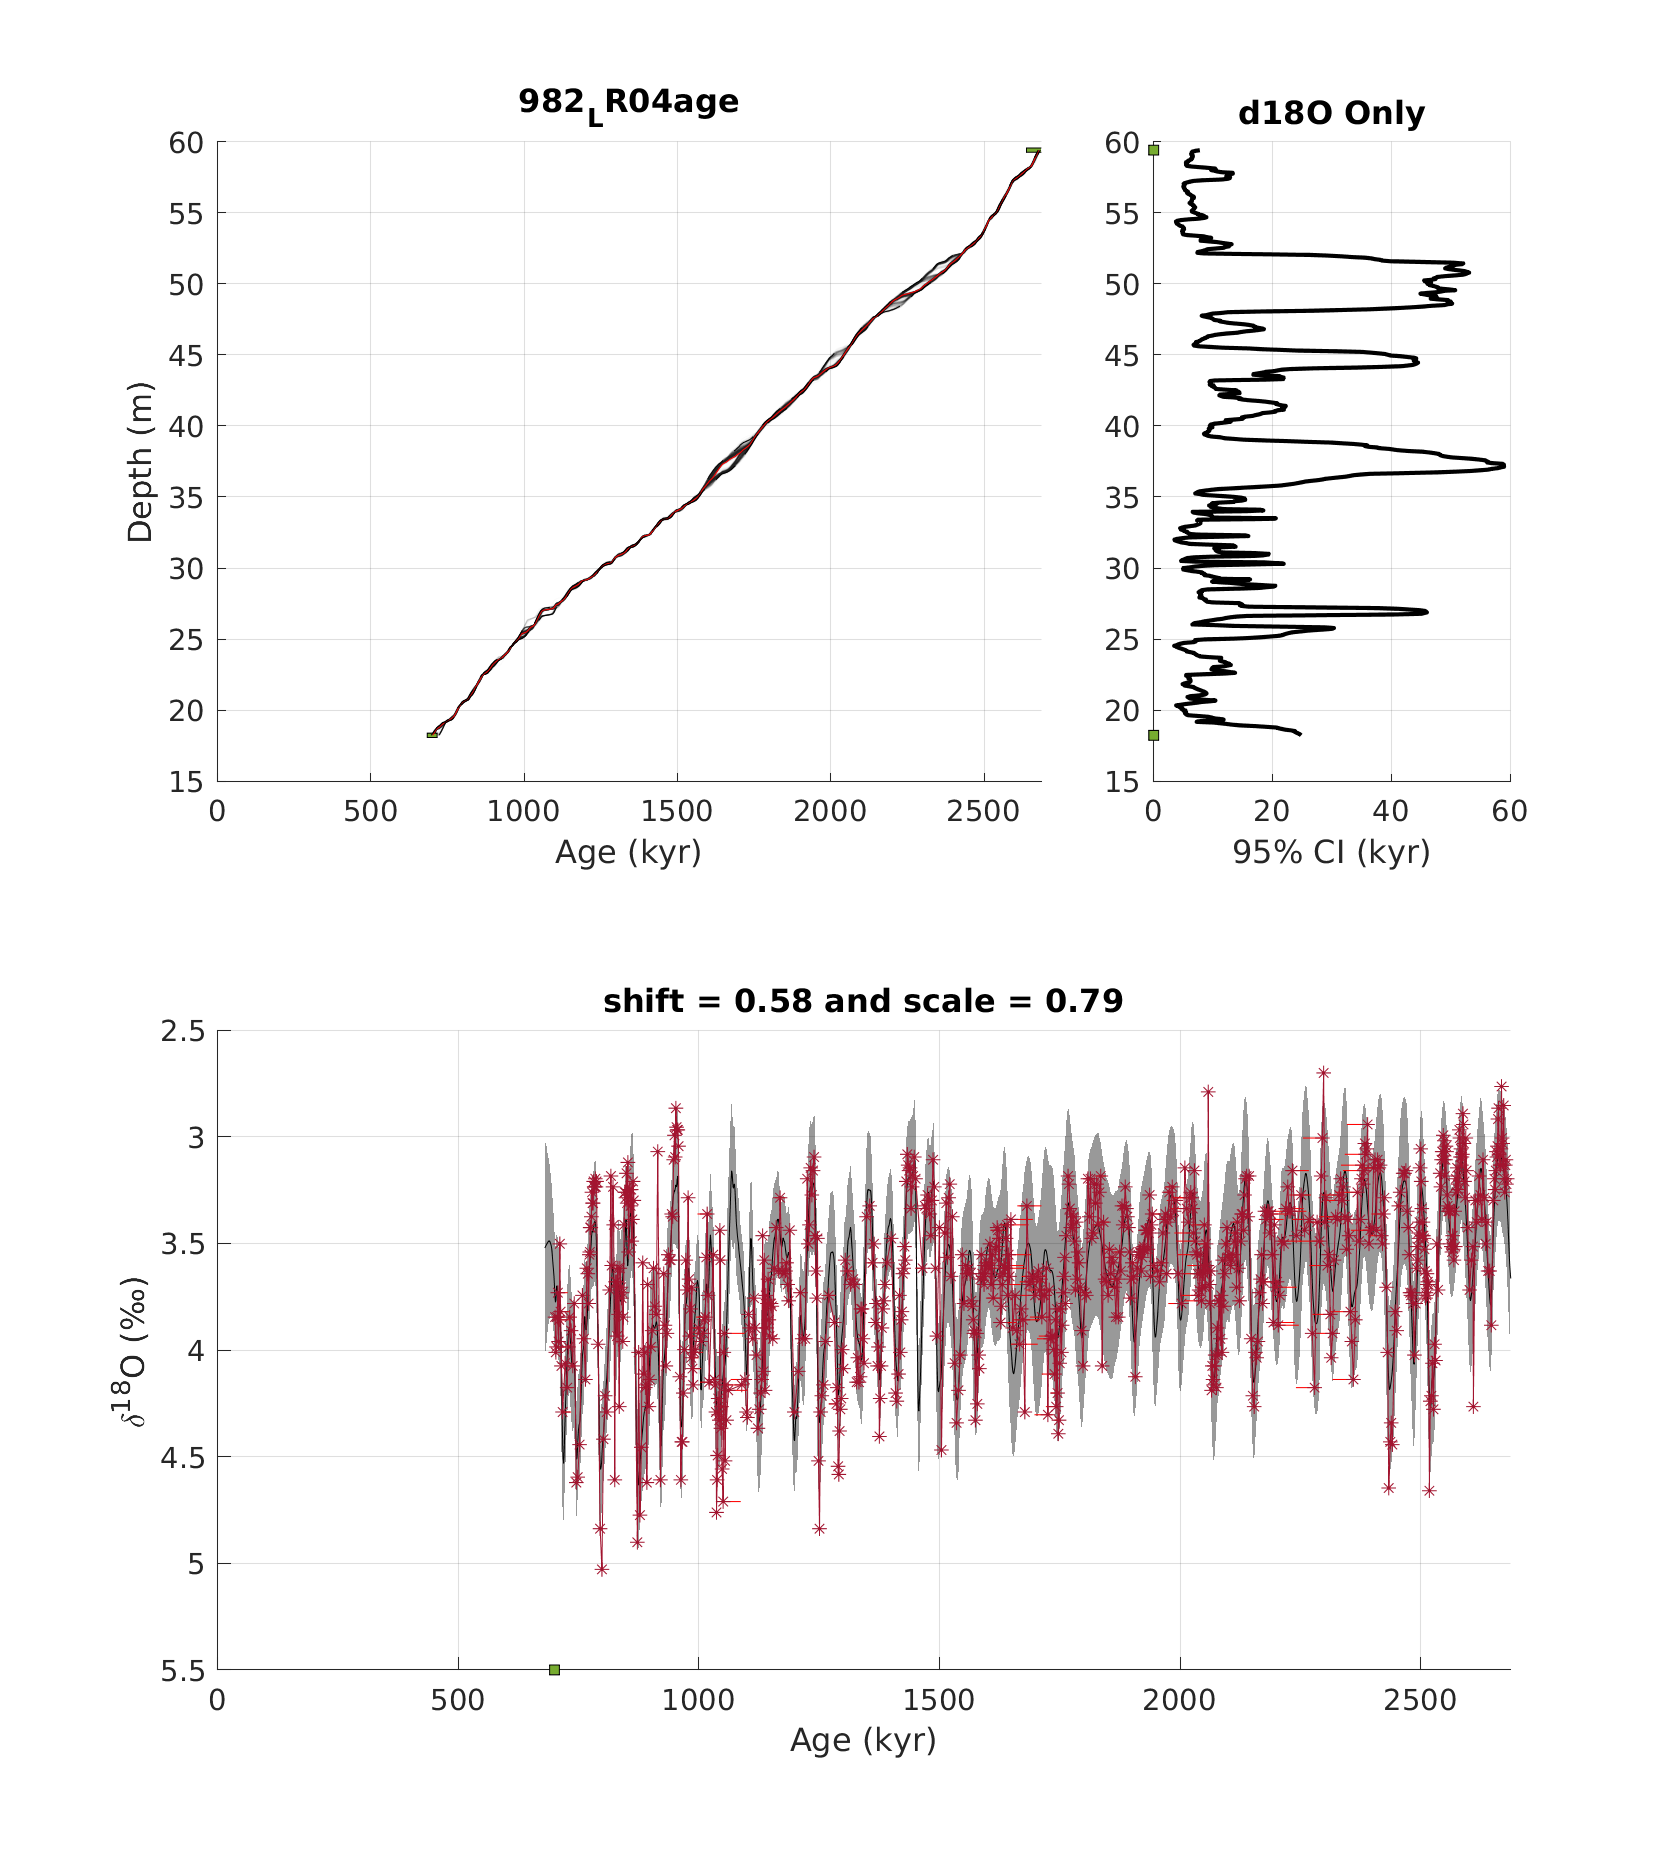 982LR04age
d18O Only
60
55
50
45
40
35
30
25
20
15
Depth (m)
0 500 1000 1500 2000 2500
Age (kyr)
60
55
50
45
40
35
30
25
20
15
0 20 40 60
95% CI (kyr)
shift = 0.58 and scale = 0.79
2.5
3
3.5
4
4.5
5
5.5
δ18O (‰)
0 500 1000 1500 2000 2500
Age (kyr)